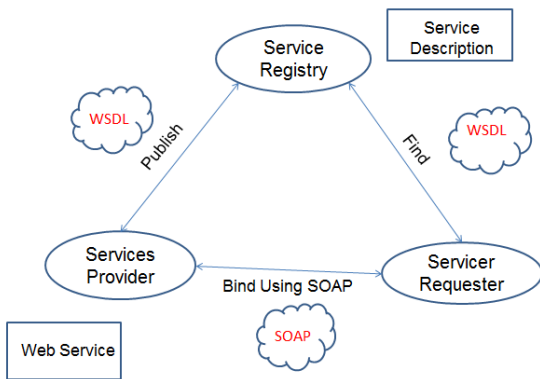 Service
Registry
Service
Description
WSDL
Publish
Find
WSDL
Services
Provider
Servicer
Requester
Bind Using SOAP
SOAP
Web Service